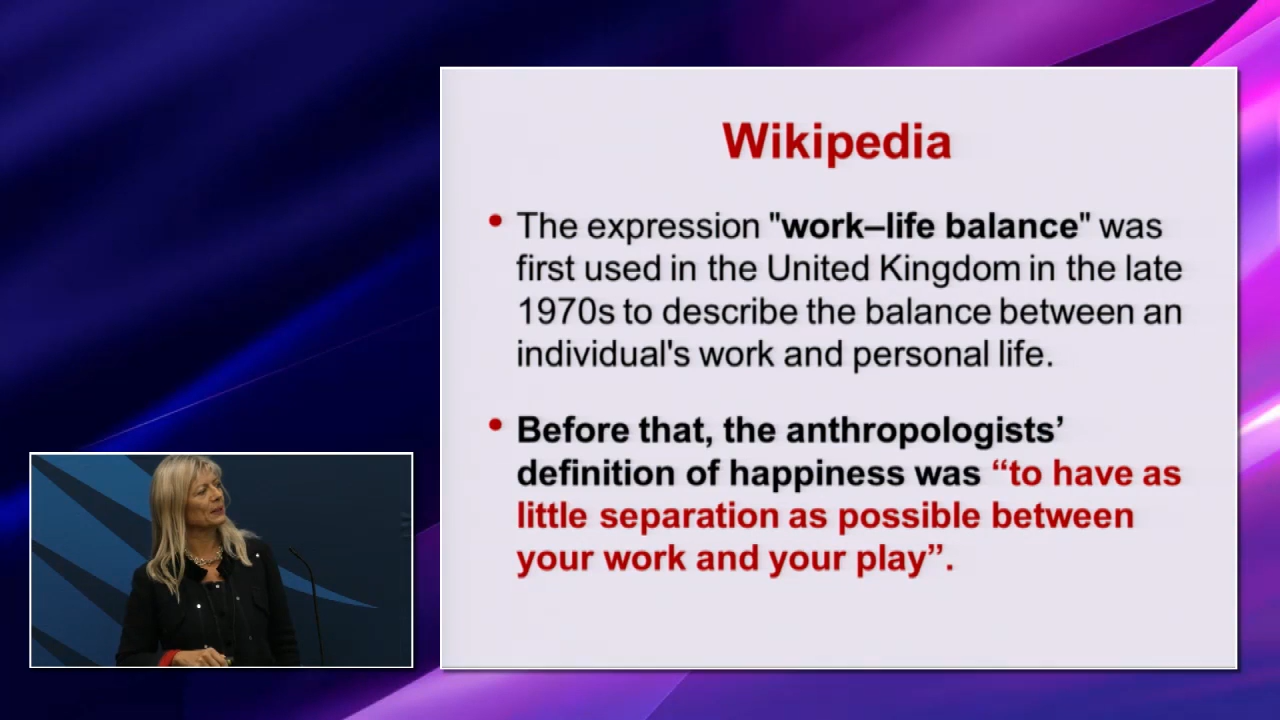 Wikipedia
• The expression "work–life balance" was
first used in the United Kingdom in the late
1970s to describe the balance between an
individual's work and personal life.
• Before that, the anthropologists’
definition of happiness was “to have as
little separation as possible between
your work and your play”.